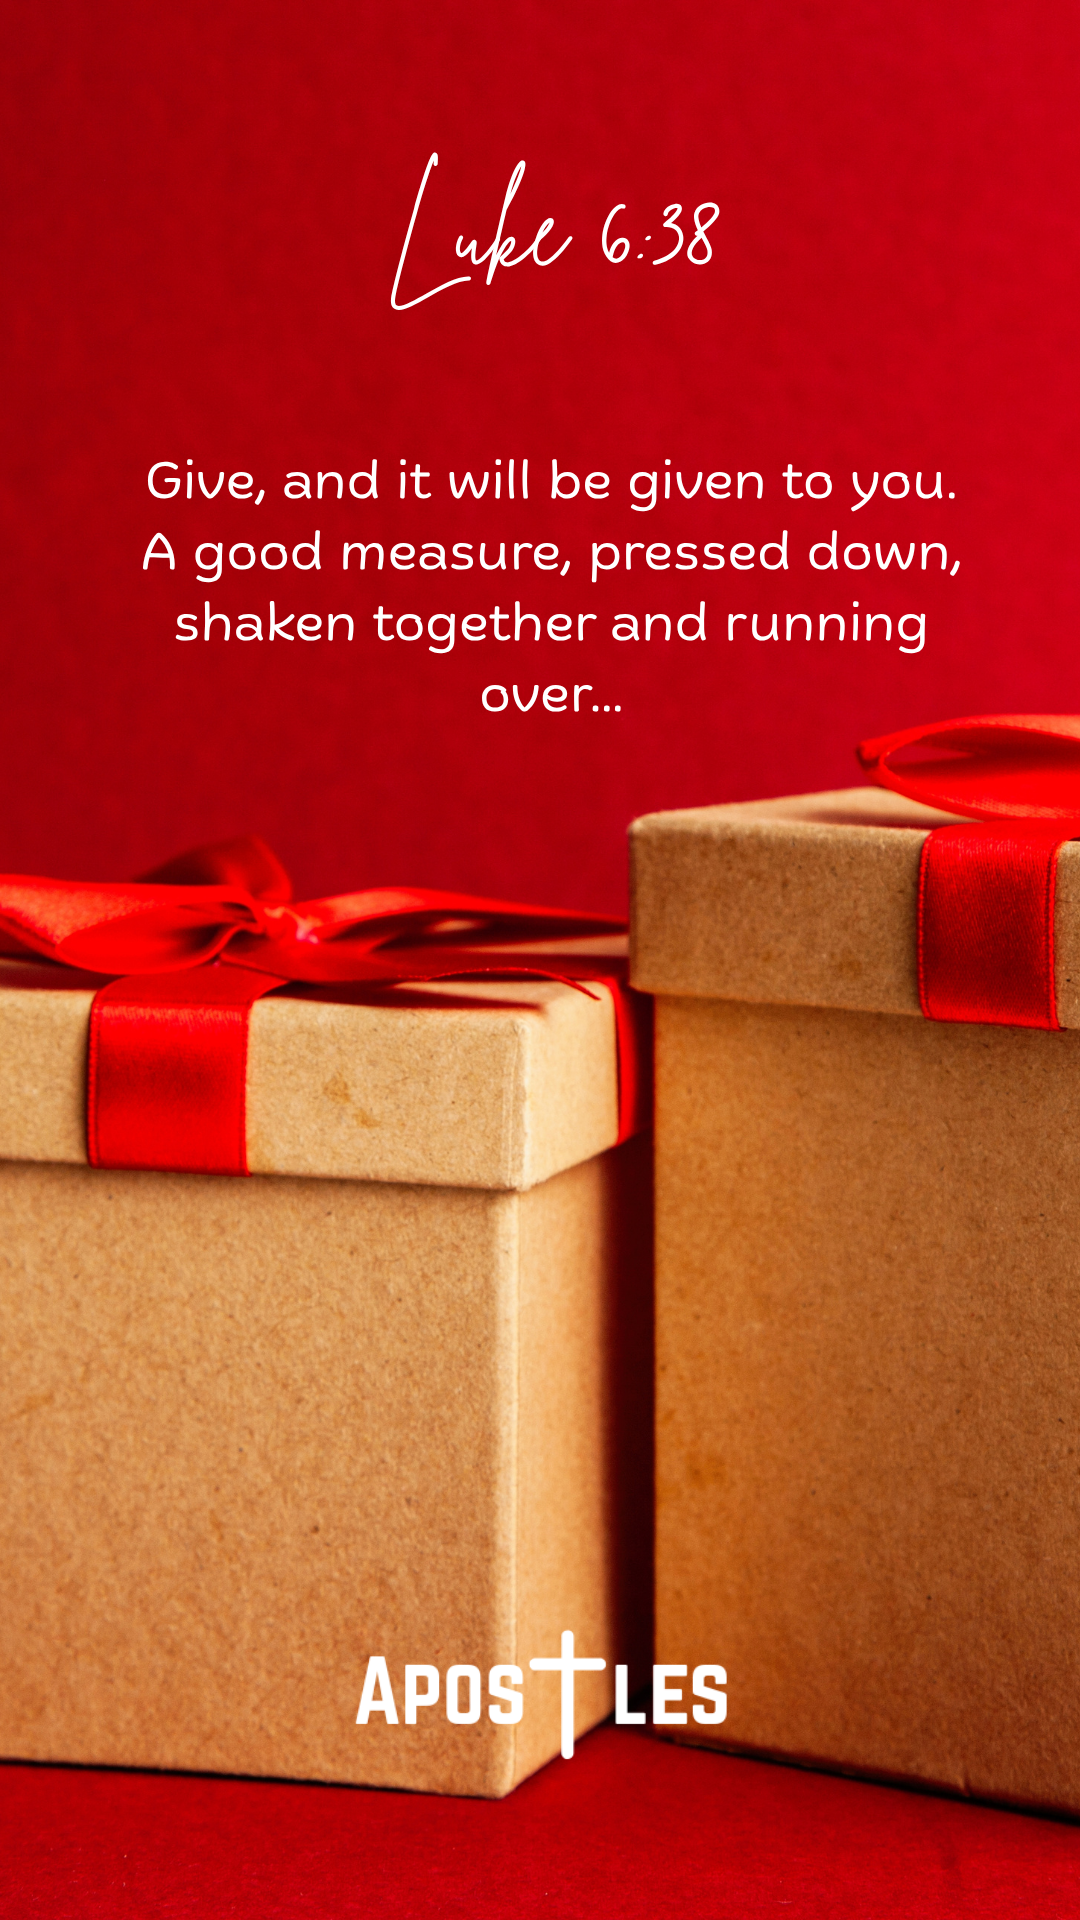 Luke 6:38
Give, and it will be given to you.
A good measure, pressed down,
shaken together and running
over...
APOSTLES